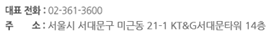 대표 전화 : 02-361-3600
주 소 : 서울시 서대문구 미근동 21-1 KT&G서대문타워 14층